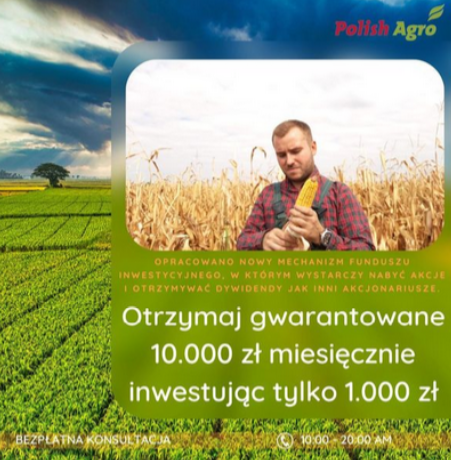 Polish Agro
OPRACOWANO NOWY MECHANIZM FUNDUSZU
INWESTYCYJNEGO, W KTÓRYM WYSTARCZY NABYĆ AKCJE
I OTRZYMYWAĆ DYWIDENDY JAK INNI AKCJONARIUSZE.
Otrzymaj gwarantowane
10.000 zł miesięcznie
inwestując tylko 1.000 zł
BEZPŁATNA KONSULTACJA
10:00 - 20:00 AM